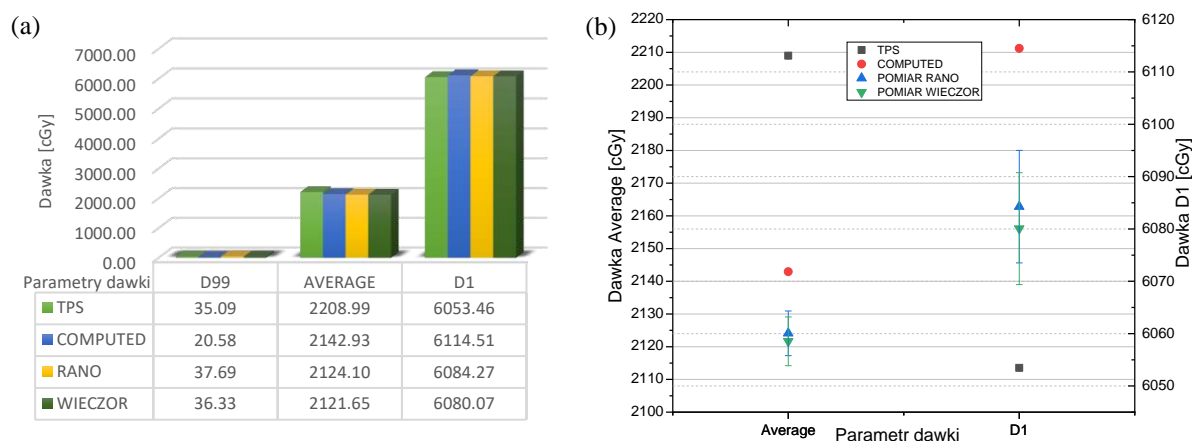 (a)
7000.00
6000.00
5000.00
4000.00
3000.00
2000.00
1000.00
0.00
Dawka [cGy]
Parametry dawki D99 AVERAGE D1
TPS 35.09 2208.99 6053.46
COMPUTED 20.58 2142.93 6114.51
RANO 37.69 2124.10 6084.27
WIECZOR 36.33 2121.65 6080.07
(b)
2220
2210
2200
2190
2180
2170
2160
2150
2140
2130
2120
2110
2100
Dawka Average [cGy]
TPS
COMPUTED
POMIAR RANO
POMIAR WIECZOR
6120
6110
6100
6090
6080
6070
6060
6050
Dawka D1 [cGy]
Average D1
Parametr dawki